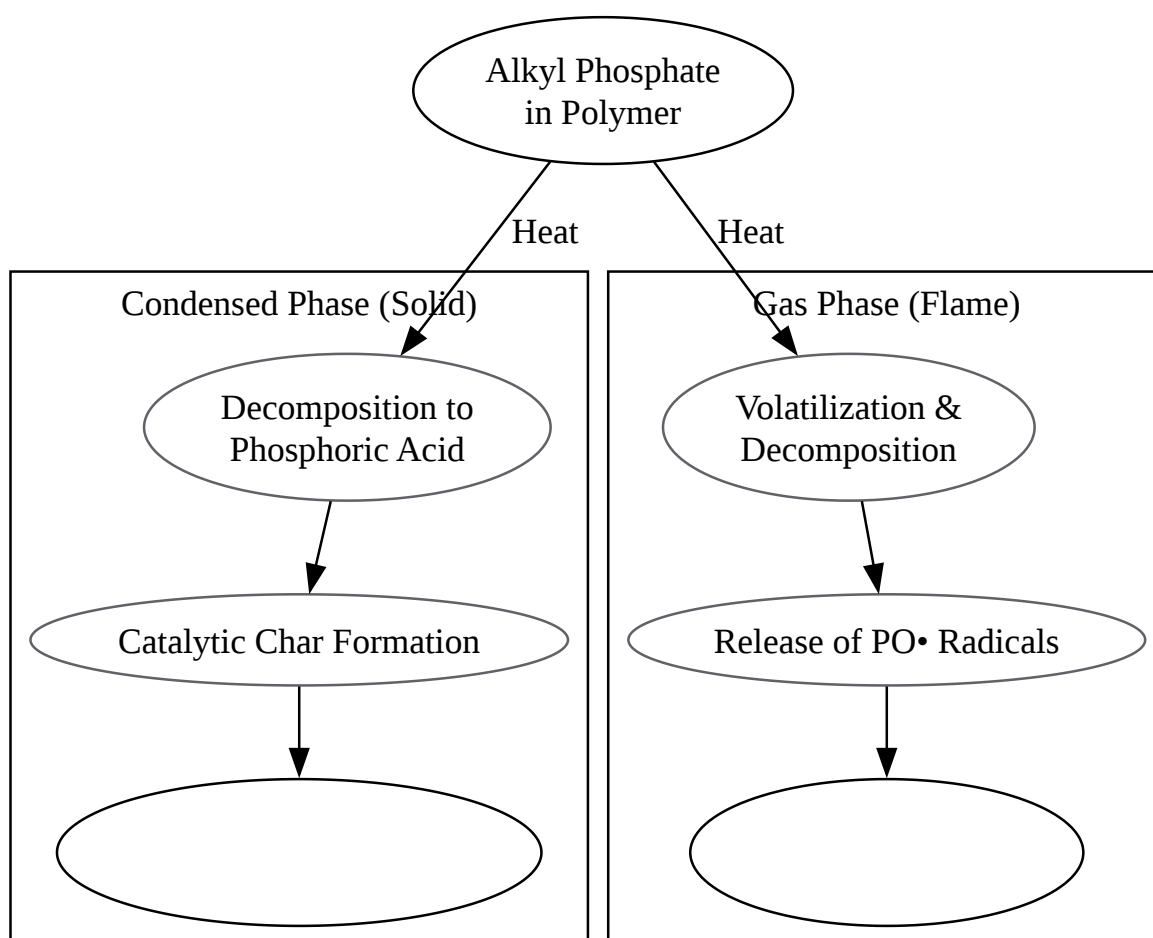 Alkyl Phosphate
in Polymer
Heat
Heat
Condensed Phase (Solid)
Gas Phase (Flame)
Decomposition to
Phosphoric Acid
Volatilization &
Decomposition
Catalytic Char Formation
Release of PO• Radicals